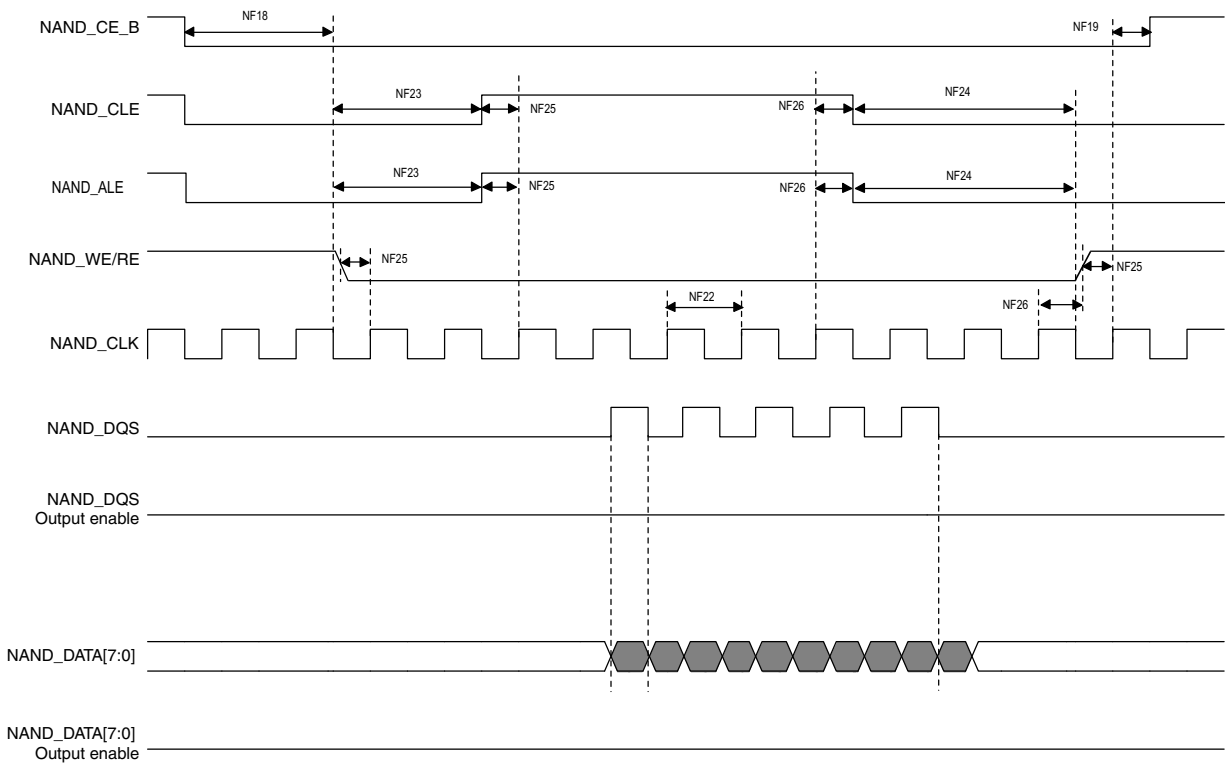 NF18
NAND_CE_B
NF19
NF23
NF25
NF26
NF24
NAND_CLE
NF23
NF25
NF26
NF24
NAND_ALE
NAND_WE/RE
NF25
NF25
NF22
NF26
NAND_CLK
NAND_DQS
NAND_DQS
Output enable
NAND_DATA[7:0]
NAND_DATA[7:0]
Output enable